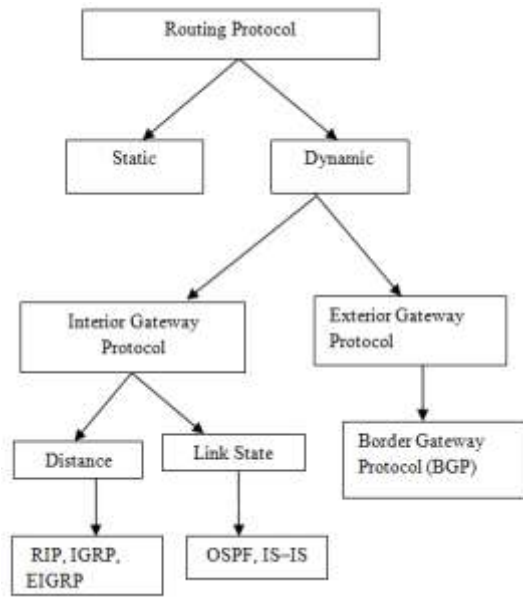 Routing Protocol
Static
Dynamic
Interior Gateway
Protocol
Exterior Gateway
Protocol
Distance
Link State
Border Gateway
Protocol (BGP)
RIP, IGRP,
EIGRP
OSPF, IS–IS